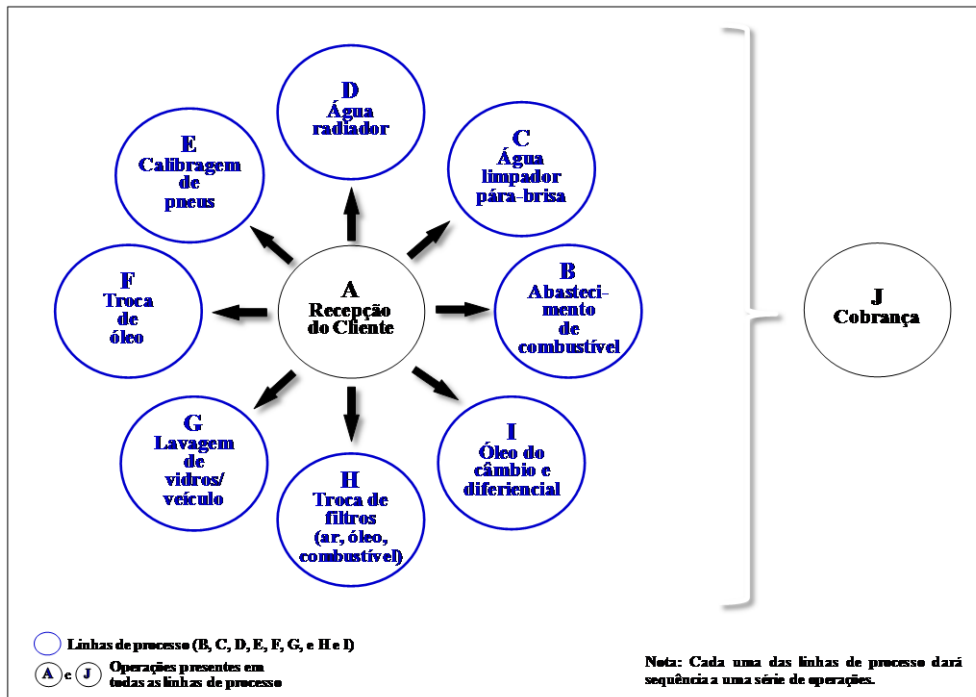 D
Água
radiador
E
Calibragem
de
pneus
C
Água
limpador
pára-brisa
F
Troca
de
óleo
A
Recepção
do Cliente
B
Abasteci-
mento
de
combustível
J
Cobrança
G
Lavagem
de
vidros/
veículo
H
Troca de
filtros
(ar, óleo,
combustível)
I
Óleo do
câmbio e
diferiencial
Linhas de processo (B, C, D, E, F, G, e H e I)
A e J Operações presentes em
todas as linhas de processo
Nota: Cada uma das linhas de processo dará
sequência a uma série de operações.